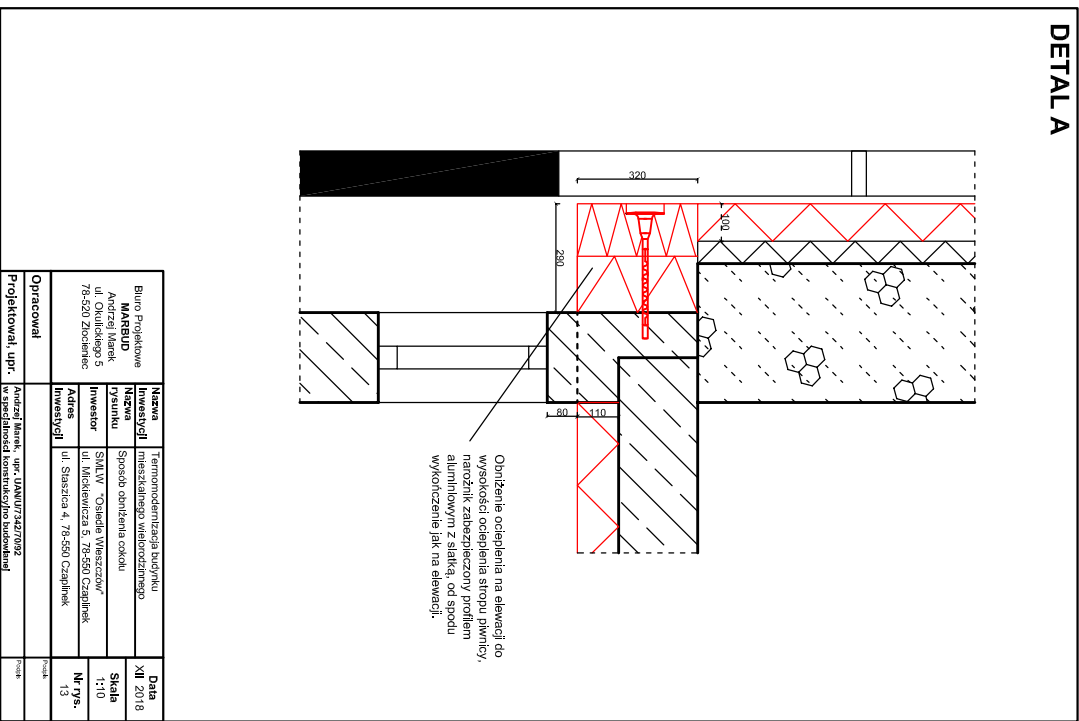 DETAL A
320
100
290
80
110
Obniżenie ocieplenia na elewacji do
wysokości ocieplenia stropu piwnicy,
narożnik zabezpieczony profilem
aluminiowym z siatką, od spodu
wykończenie jak na elewacji.
Biuro Projektowe
MARBUD
Andrzej Marek
ul. Okulickiego 5
78-520 Złocieniec
Nazwa
Inwestycji
Termomodernizacja budynku
mieszkalnego wielorodzinnego
Data
XII 2018
Nazwa
rysunku
Sposób obniżenia cokołu
Skala
1:10
Inwestor
SMLW "Osiedle Wieszczów"
ul. Mickiewicza 5, 78-550 Czaplinek
Adres
Inwestycji
ul. Staszica 4, 78-550 Czaplinek
Nr rys.
13
Opracował
Podpis
Projektował, upr.
Andrzej Marek, upr. UAN/U/7342/70/92
w specjalności konstrukcyjno budowlanej
Podpis